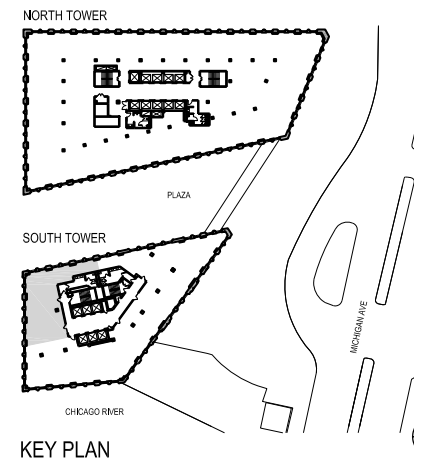 NORTH TOWER
PLAZA
SOUTH TOWER
MICHIGAN AVE
CHICAGO RIVER
KEY PLAN